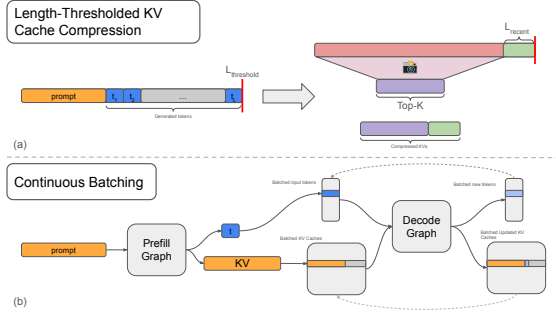 Length-Thresholded KV
Cache Compression
L_recent
L_threshold
prompt
t₁
t₂
...
t_L
Generated tokens
Top-K
(a)
Compressed KVs
Continuous Batching
Batched input tokens
Batched new tokens
t
prompt
Prefill
Graph
Decode
Graph
KV
Batched KV Caches
Batched Updated KV
Caches
(b)